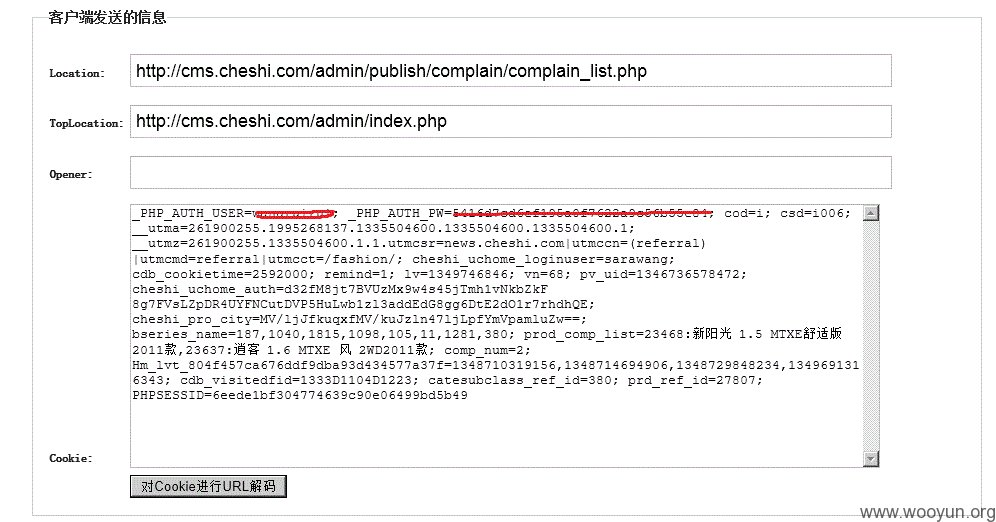 客户端发送的信息
Location: http://cms.cheshi.com/admin/publish/complain/complain_list.php
TopLocation: http://cms.cheshi.com/admin/index.php
Opener:
_PHP_AUTH_USER= ; _PHP_AUTH_PW= ; cod=i; csd=i006;
__utma=261900255.1995268137.1335504600.1335504600.1335504600.1;
__utmz=261900255.1335504600.1.1.utmcsr=news.cheshi.com|utmccn=(referral)
|utmcmd=referral|utmcct=/fashion/; cheshi_uchome_loginuser=sarawang;
cdb_cookietime=2592000; remind=1; lv=1349746846; vn=68; pv_uid=1346736578472;
cheshi_uchome_auth=d32fM8jt7BVUzMx9w4s45jTmh1vNkbZkF
8g7FVsLZpDR4UYFNCutDVP5HuLwb1zl3addEdG8gg6DtE2dO1r7rhdhQE;
cheshi_pro_city=MV/ljJfkuqxfMV/kuJzln47ljLpfYmVpamluZw==;
bseries_name=187,1040,1815,1098,105,11,1281,380; prod_comp_list=23468:新阳光 1.5 MTXE舒适版
2011款,23637:逍客 1.6 MTXE 风 2WD2011款; comp_num=2;
Hm_lvt_804f457ca676ddf9dba93d434577a37f=1348710319156,1348714694906,1348729848234,134969131
6343; cdb_visitedfid=1333D1104D1223; catesubclass_ref_id=380; prd_ref_id=27807;
PHPSESSID=6eede1bf304774639c90e06499bd5b49
Cookie:
对Cookie进行URL解码
www.wooyun.org